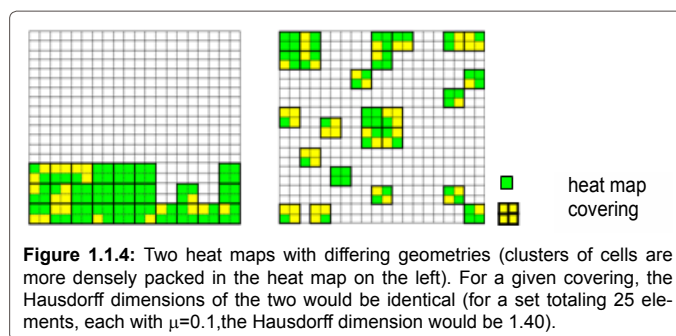 heat map
covering
Figure 1.1.4: Two heat maps with differing geometries (clusters of cells are
more densely packed in the heat map on the left). For a given covering, the
Hausdorff dimensions of the two would be identical (for a set totaling 25 ele-
ments, each with μ=0.1,the Hausdorff dimension would be 1.40).